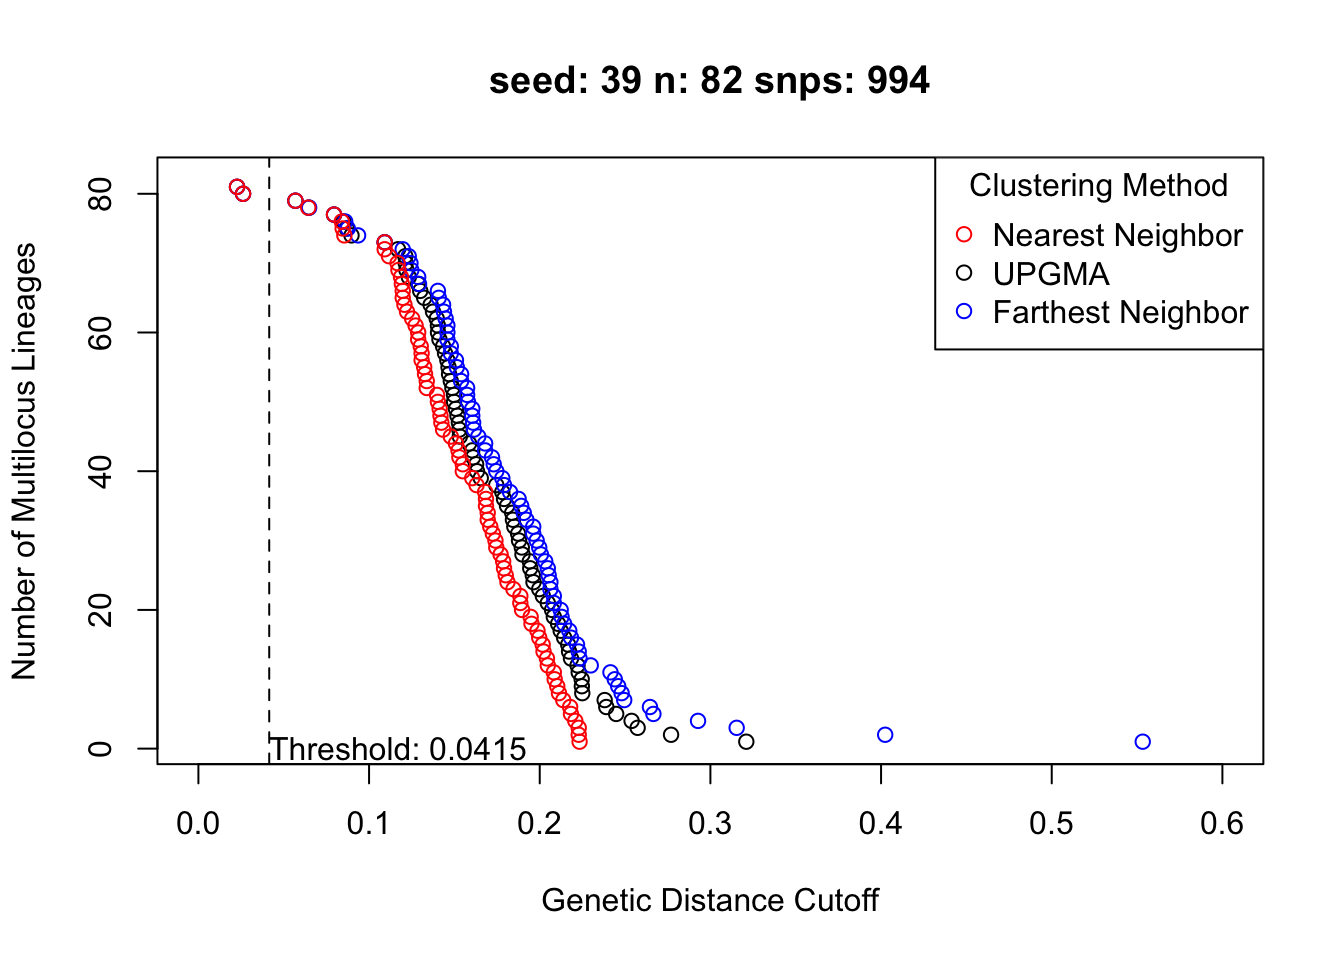 seed: 39 n: 82 snps: 994
Clustering Method
Nearest Neighbor
UPGMA
Farthest Neighbor
Number of Multilocus Lineages
80
60
40
20
0
Threshold: 0.0415
0.0 0.1 0.2 0.3 0.4 0.5 0.6
Genetic Distance Cutoff